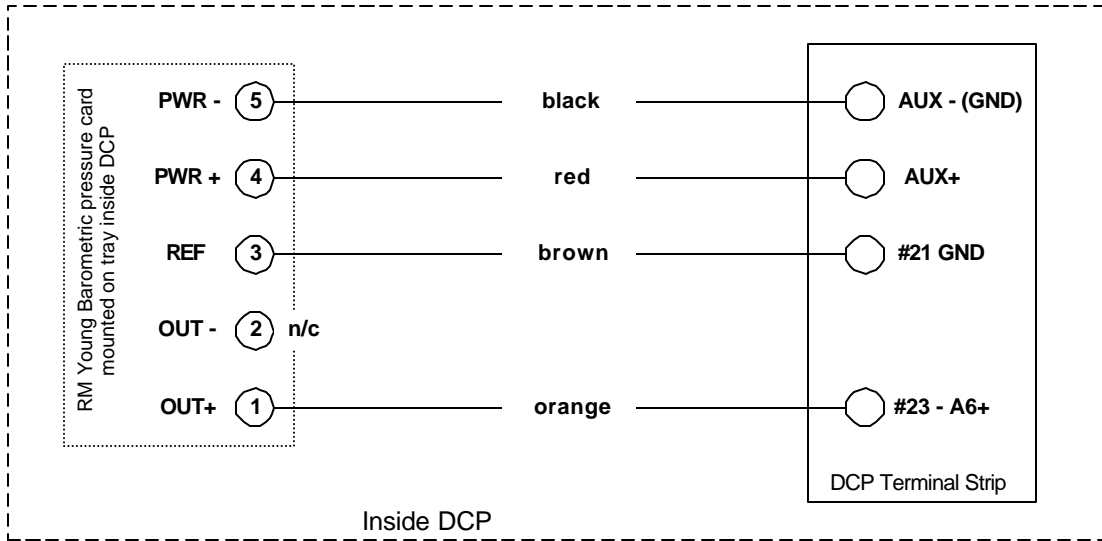 RM Young Barometric pressure card
mounted on tray inside DCP
PWR - 5 black AUX - (GND)
PWR + 4 red AUX+
REF 3 brown #21 GND
OUT - 2 n/c
OUT+ 1 orange #23 - A6+
DCP Terminal Strip
Inside DCP